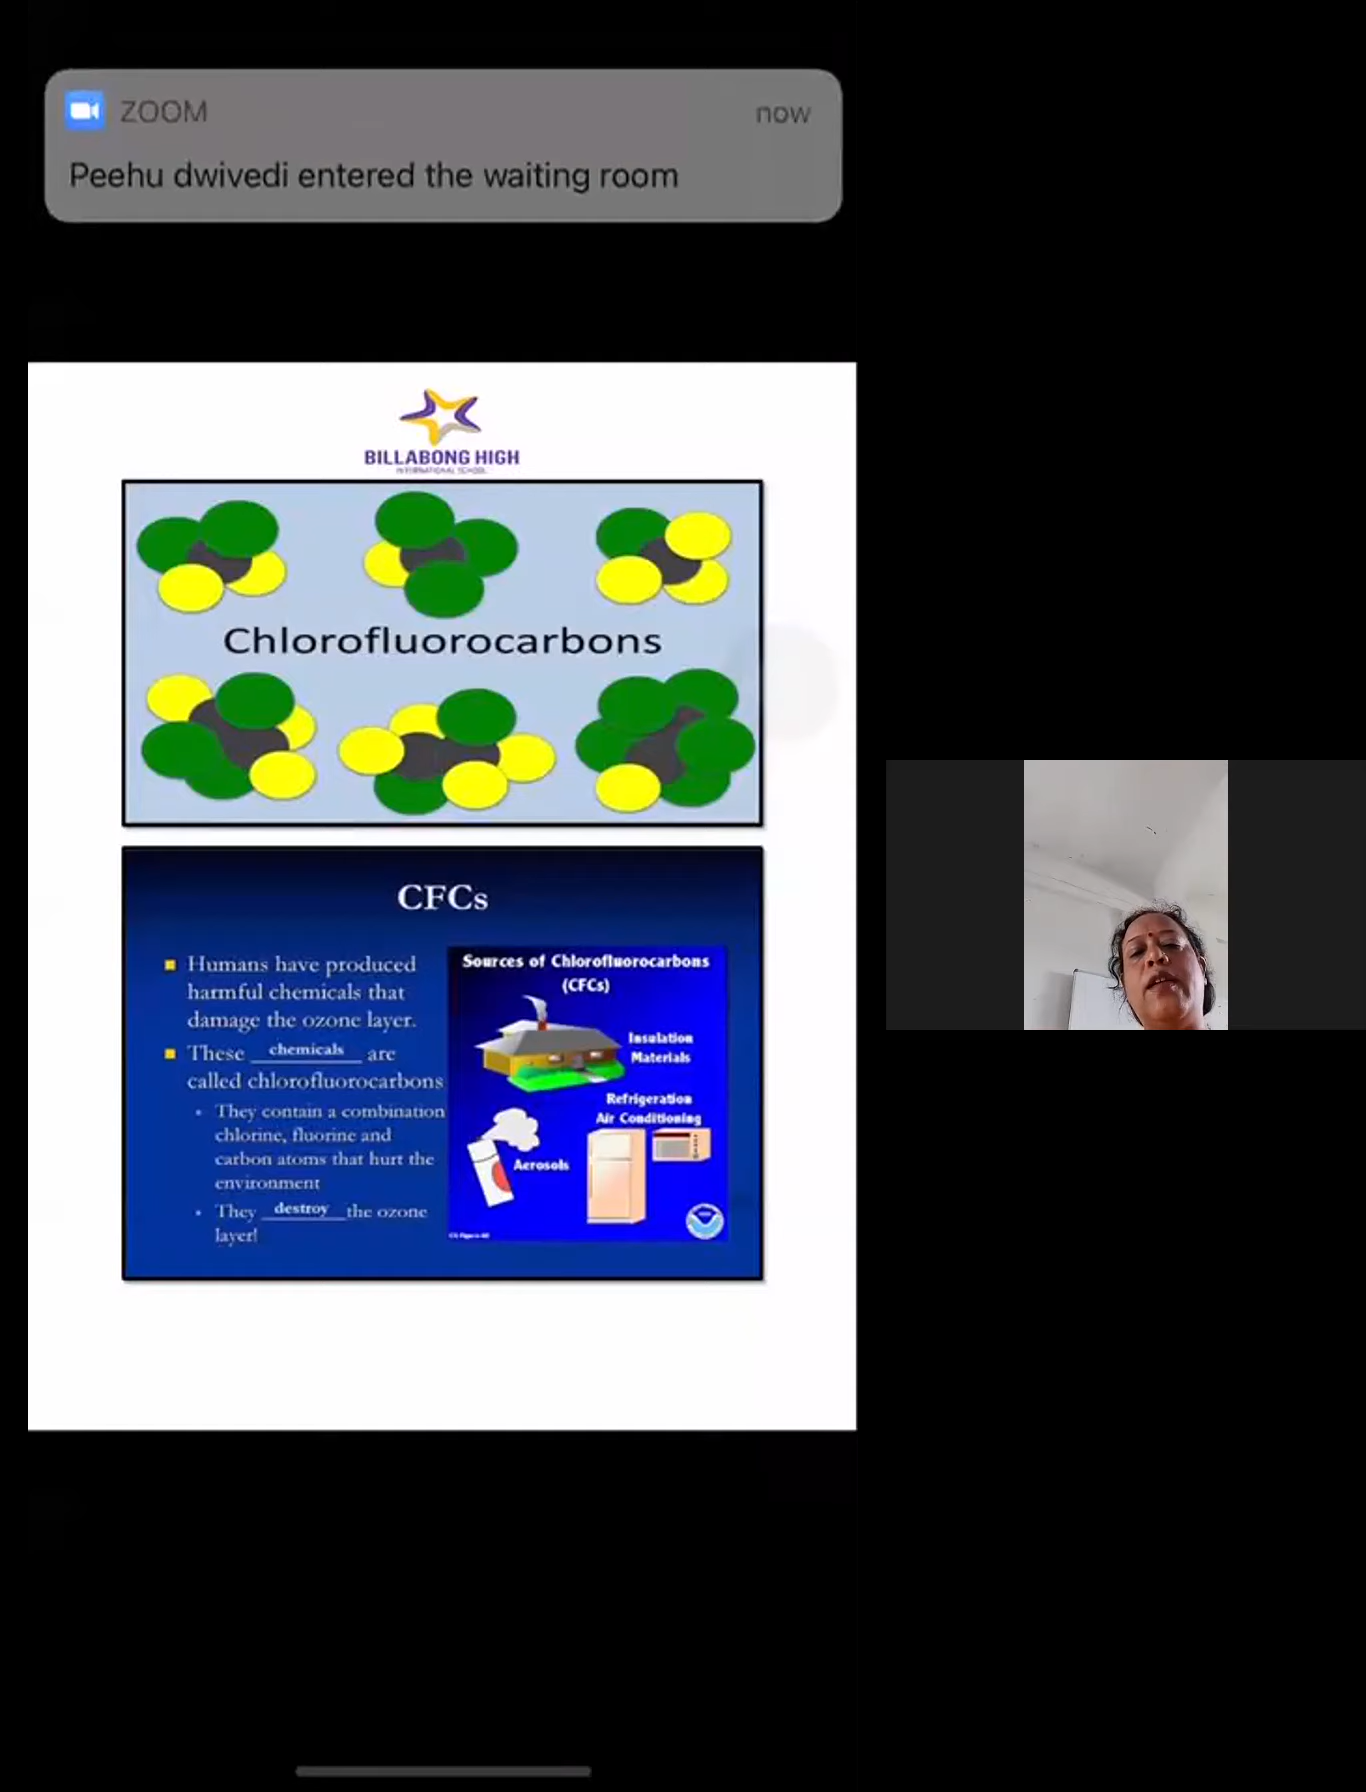 ZOOM
now
Peehu dwivedi entered the waiting room
BILLABONG HIGH
INTERNATIONAL SCHOOL
Chlorofluorocarbons
CFCs
Humans have produced
harmful chemicals that
damage the ozone layer.
These chemicals are
called chlorofluorocarbons
They contain a combination
chlorine, fluorine and
carbon atoms that hurt the
environment
They destroy the ozone
layer!
Sources of Chlorofluorocarbons
(CFCs)
Insulation
Materials
Refrigeration
Air Conditioning
Aerosols